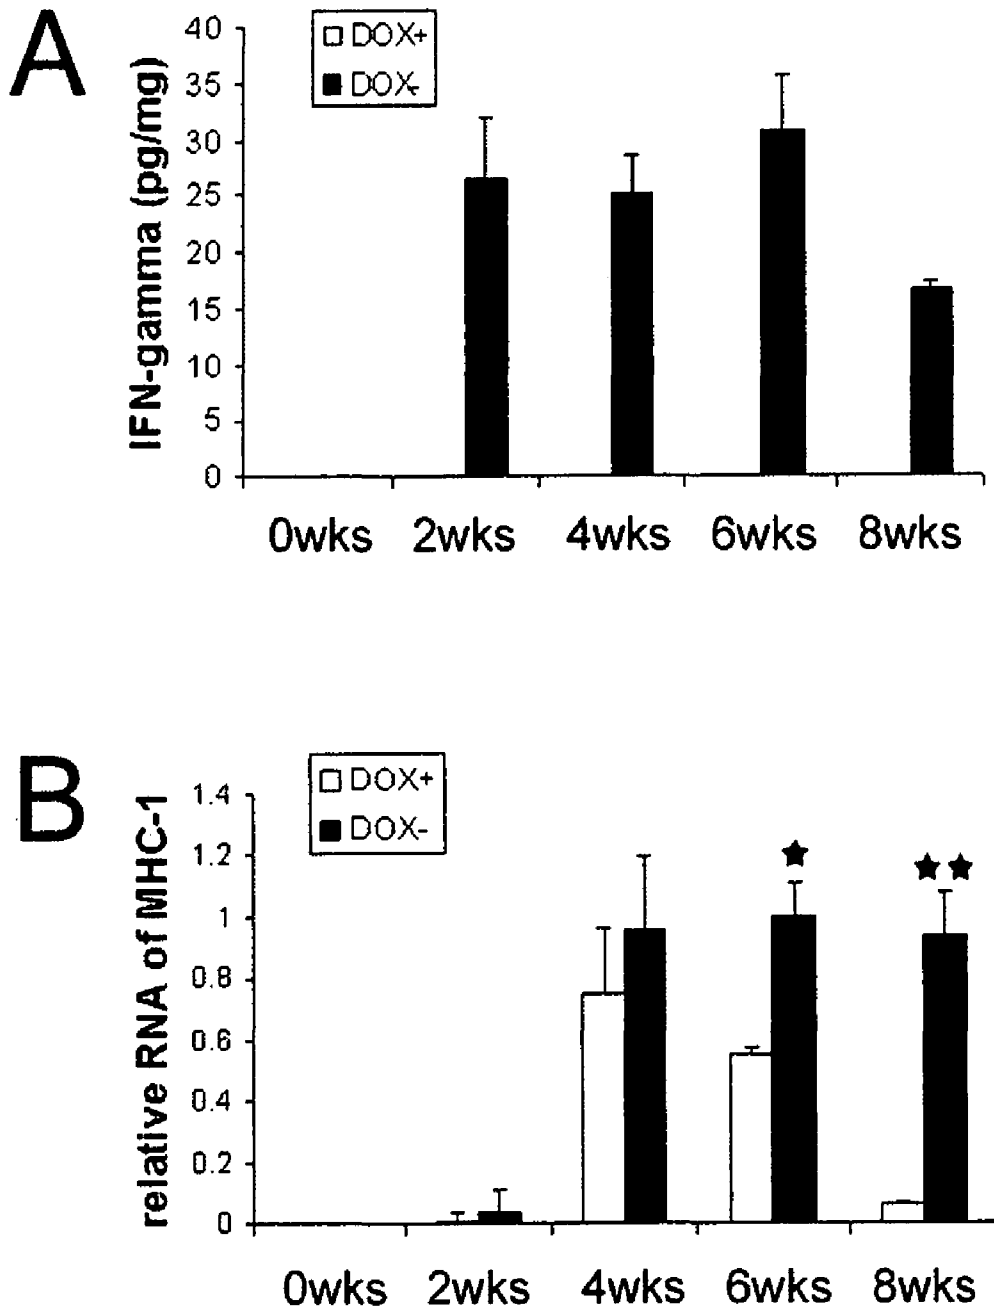 A
IFN-gamma (pg/mg)
40
35
30
25
20
15
10
5
0
DOX+
DOX-
0wks 2wks 4wks 6wks 8wks
B
relative RNA of MHC-1
1.4
1.2
1
0.8
0.6
0.4
0.2
0
DOX+
DOX-
★
★★
0wks 2wks 4wks 6wks 8wks